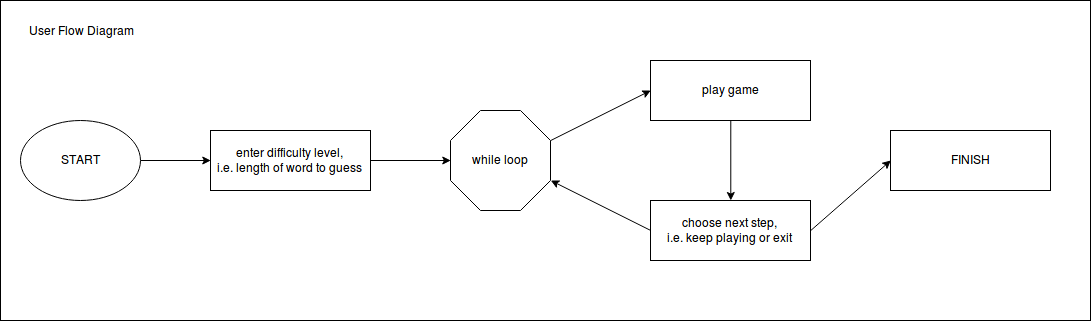 User Flow Diagram
START
enter difficulty level,
i.e. length of word to guess
while loop
play game
choose next step,
i.e. keep playing or exit
FINISH